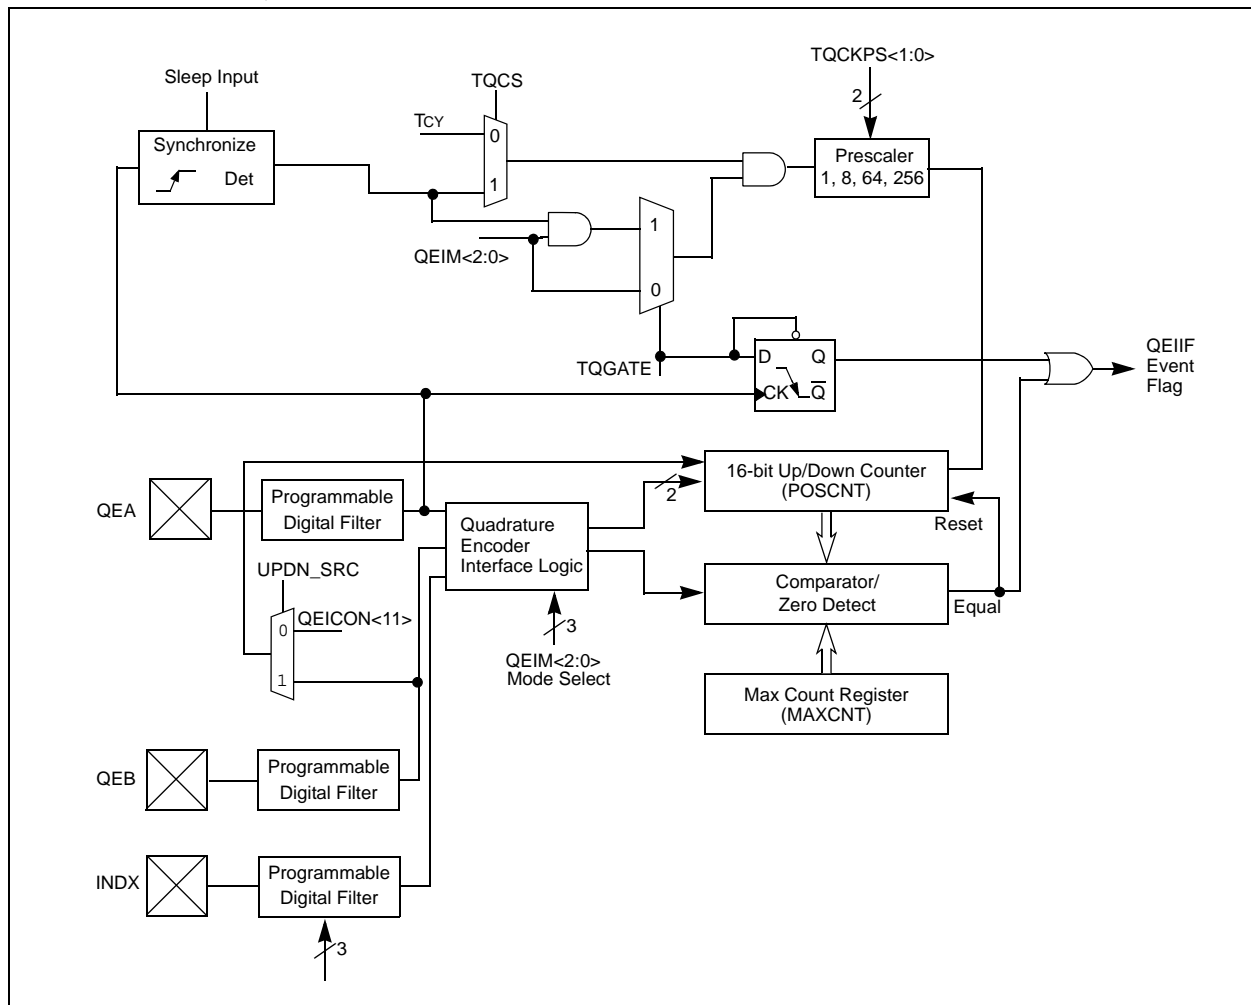 TQCKPS<1:0>
Sleep Input
TQCS
2
TCY
0
1
Synchronize
Det
Prescaler
1, 8, 64, 256
1
0
QEIM<2:0>
TQGATE
D
Q
CK
Q
QEIIF
Event
Flag
16-bit Up/Down Counter
(POSCNT)
2
Reset
QEA
Programmable
Digital Filter
Quadrature
Encoder
Interface Logic
UPDN_SRC
0
QEICON<11>
1
3
QEIM<2:0>
Mode Select
Comparator/
Zero Detect
Equal
Max Count Register
(MAXCNT)
QEB
Programmable
Digital Filter
INDX
Programmable
Digital Filter
3